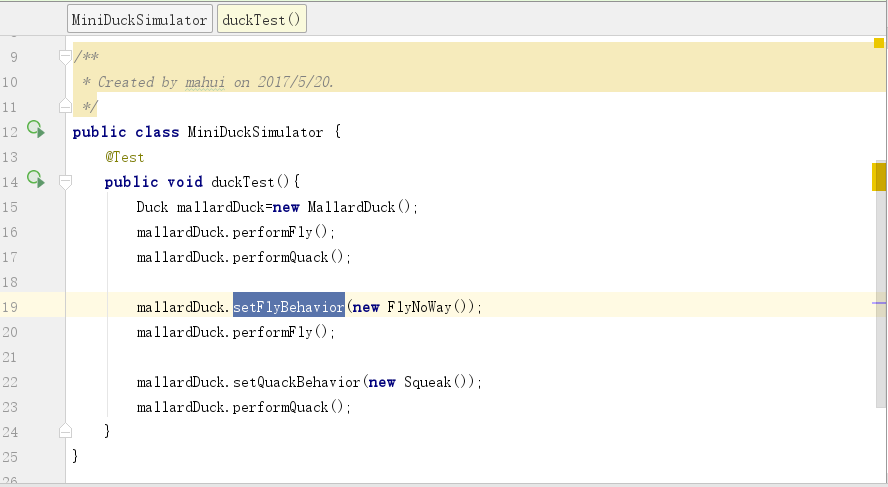 MiniDuckSimulator duckTest()
9 /**
10 * Created by mahui on 2017/5/20.
11 */
12 public class MiniDuckSimulator {
13 @Test
14 public void duckTest(){
15 Duck mallardDuck=new MallardDuck();
16 mallardDuck.performFly();
17 mallardDuck.performQuack();
18
19 mallardDuck.setFlyBehavior(new FlyNoWay());
20 mallardDuck.performFly();
21
22 mallardDuck.setQuackBehavior(new Squeak());
23 mallardDuck.performQuack();
24 }
25 }
26